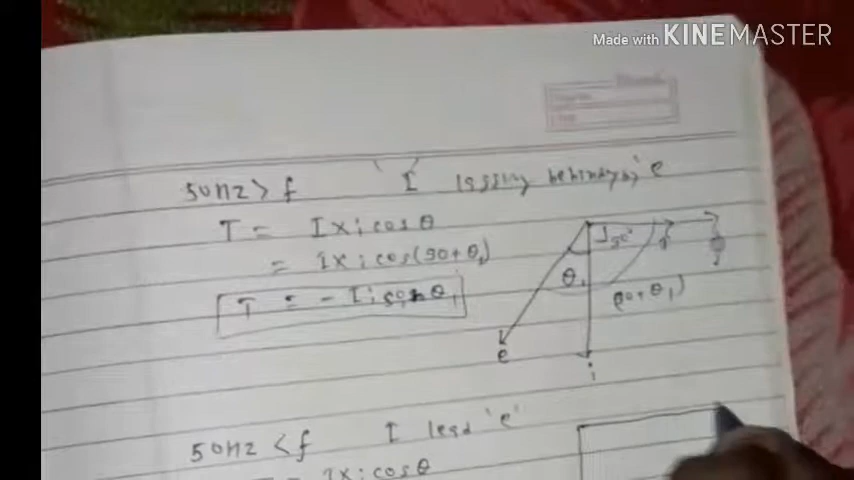 Made with KINEMASTER
50Hz > f I lagging behind by 'e'
T = I x i cos θ
= I x i cos(90+θ₁)
T = - I i sin θ₁
90°
θ₁
(90+θ₁)
e
i
50Hz < f I lead 'e'
= I x i cos θ